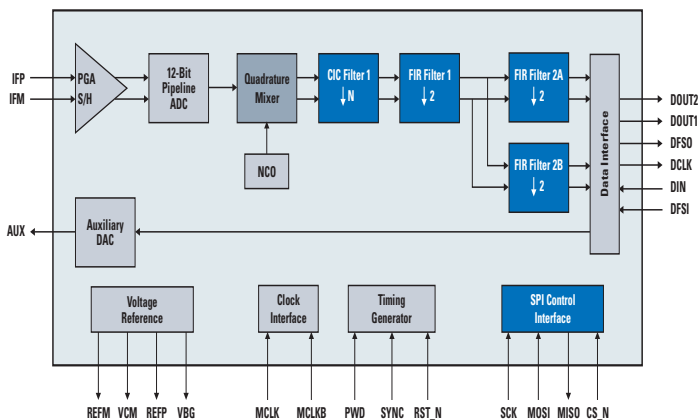 IFP
IFM
PGA
S/H
12-Bit
Pipeline
ADC
Quadrature
Mixer
NCO
CIC Filter 1
↓ N
FIR Filter 1
↓ 2
FIR Filter 2A
↓ 2
FIR Filter 2B
↓ 2
Data Interface
DOUT2
DOUT1
DFSO
DCLK
DIN
DFSI
AUX
Auxiliary
DAC
Voltage
Reference
Clock
Interface
Timing
Generator
SPI Control
Interface
REFM
VCM
REFP
VBG
MCLK
MCLKB
PWD
SYNC
RST_N
SCK
MOSI
MISO
CS_N